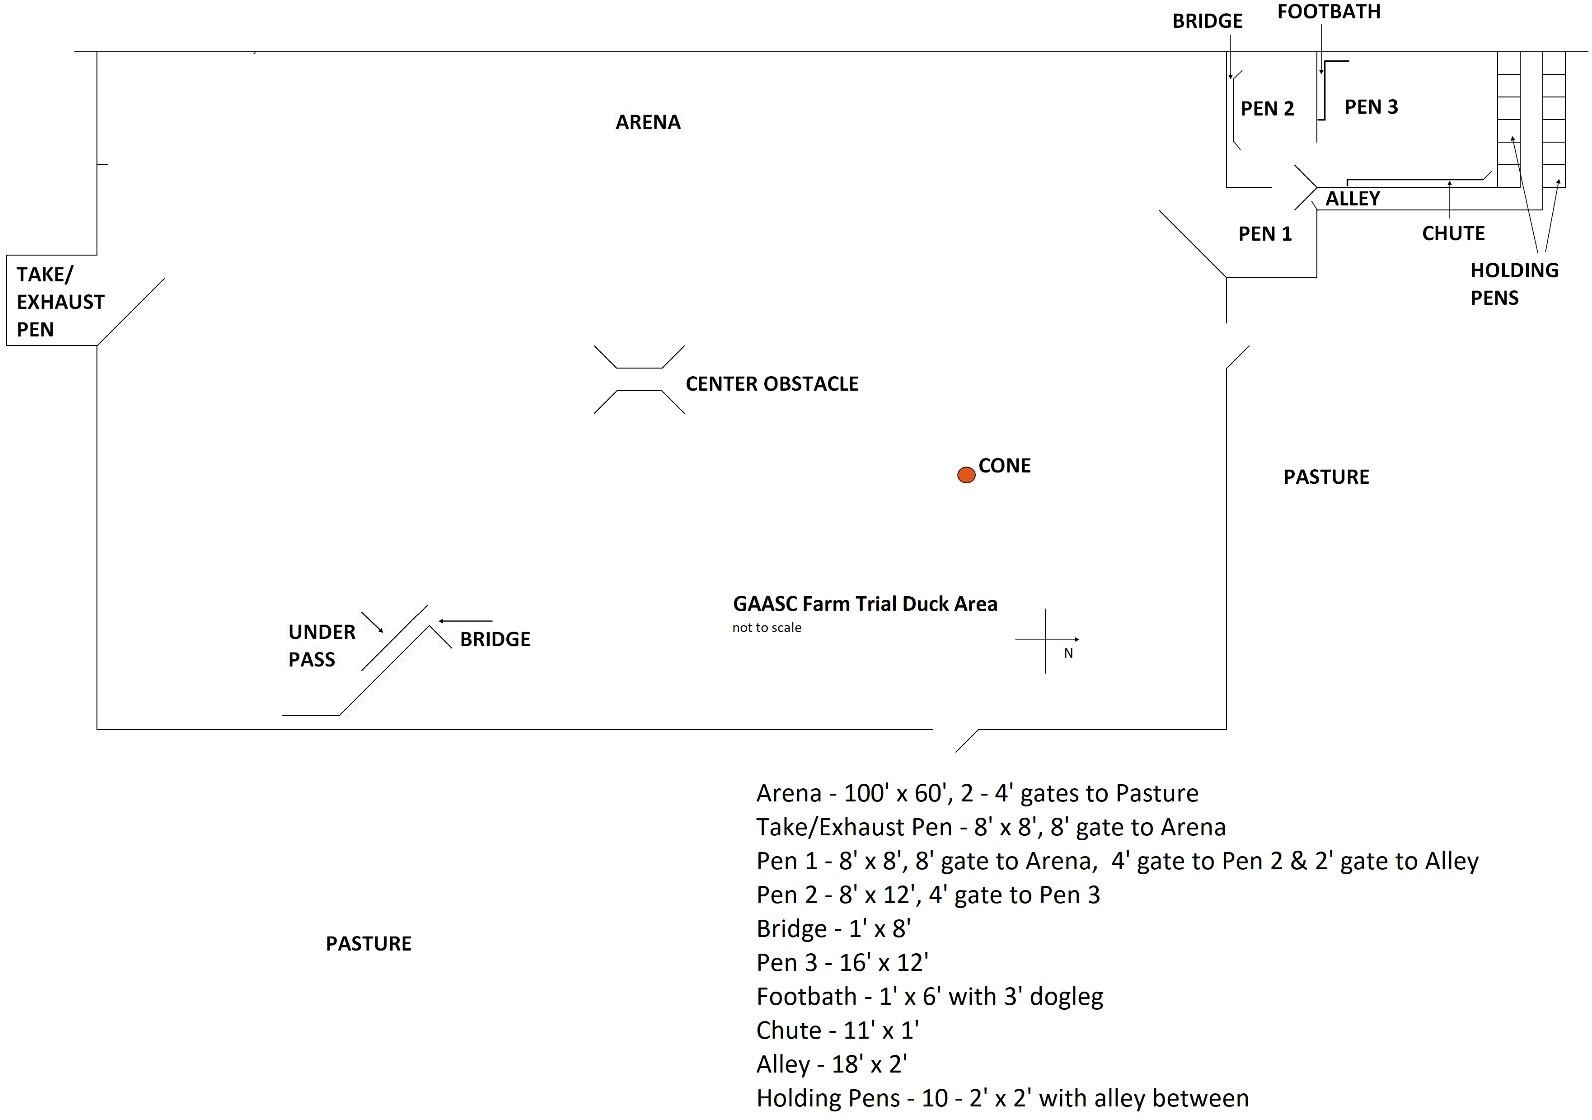 FOOTBATH
BRIDGE
PEN 2
PEN 3
ARENA
ALLEY
PEN 1
CHUTE
HOLDING
PENS
TAKE/
EXHAUST
PEN
CENTER OBSTACLE
CONE
PASTURE
GAASC Farm Trial Duck Area
not to scale
N
UNDER
PASS
BRIDGE
PASTURE
Arena - 100' x 60', 2 - 4' gates to Pasture
Take/Exhaust Pen - 8' x 8', 8' gate to Arena
Pen 1 - 8' x 8', 8' gate to Arena,  4' gate to Pen 2 & 2' gate to Alley
Pen 2 - 8' x 12', 4' gate to Pen 3
Bridge - 1' x 8'
Pen 3 - 16' x 12'
Footbath - 1' x 6' with 3' dogleg
Chute - 11' x 1'
Alley - 18' x 2'
Holding Pens - 10 - 2' x 2' with alley between